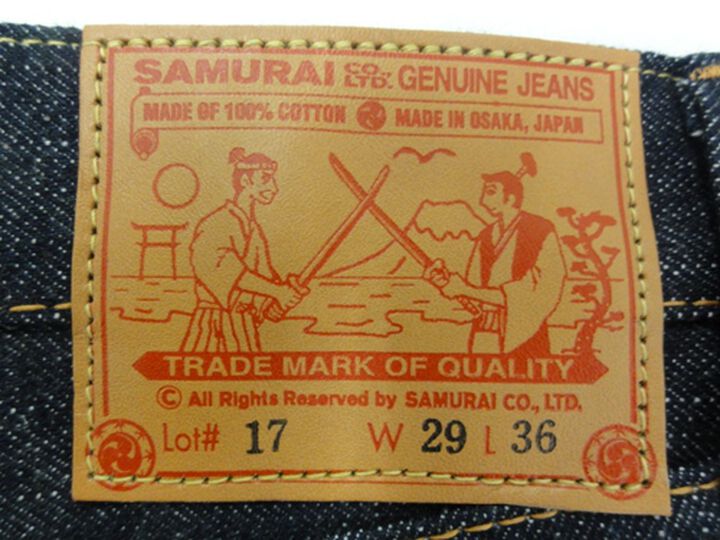 SAMURAI CO., LTD. GENUINE JEANS
MADE OF 100% COTTON MADE IN OSAKA, JAPAN
TRADE MARK OF QUALITY
© All Rights Reserved by SAMURAI CO., LTD.
Lot# 17 W 29 L 36